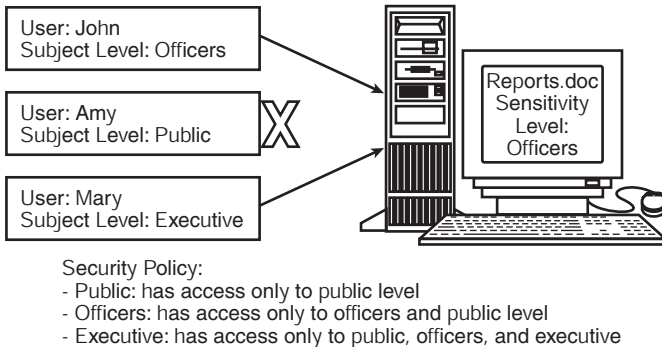 User: John
Subject Level: Officers
User: Amy
Subject Level: Public
X
User: Mary
Subject Level: Executive
Reports.doc
Sensitivity
Level:
Officers
Security Policy:
- Public: has access only to public level
- Officers: has access only to officers and public level
- Executive: has access only to public, officers, and executive